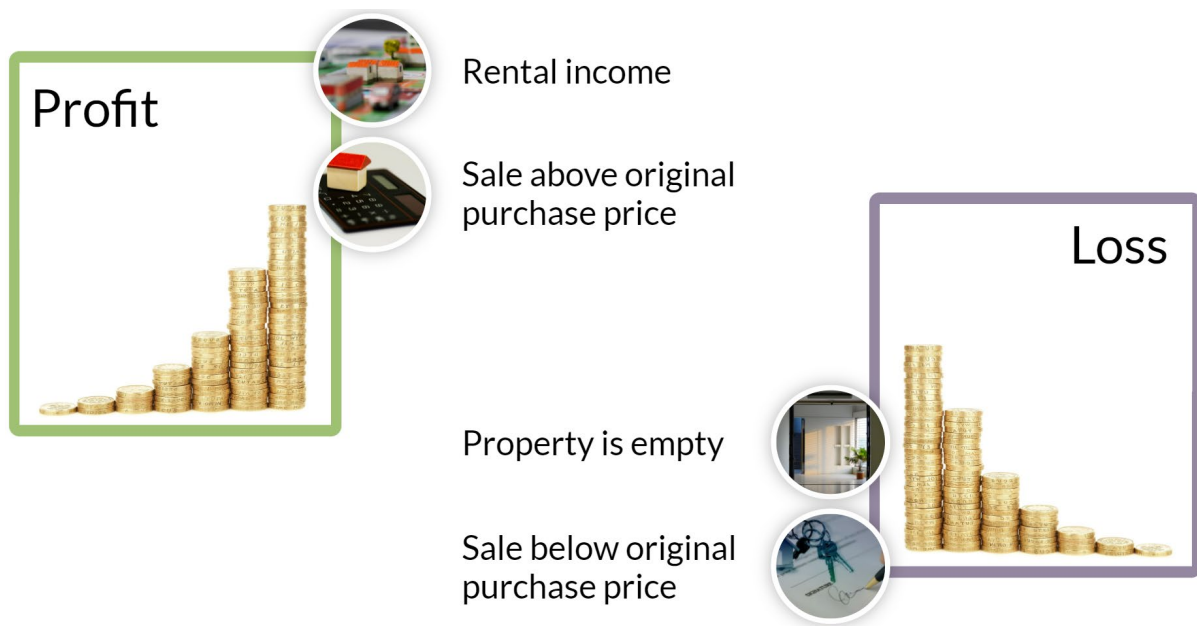 Profit
Rental income
Sale above original
purchase price
Loss
Property is empty
Sale below original
purchase price